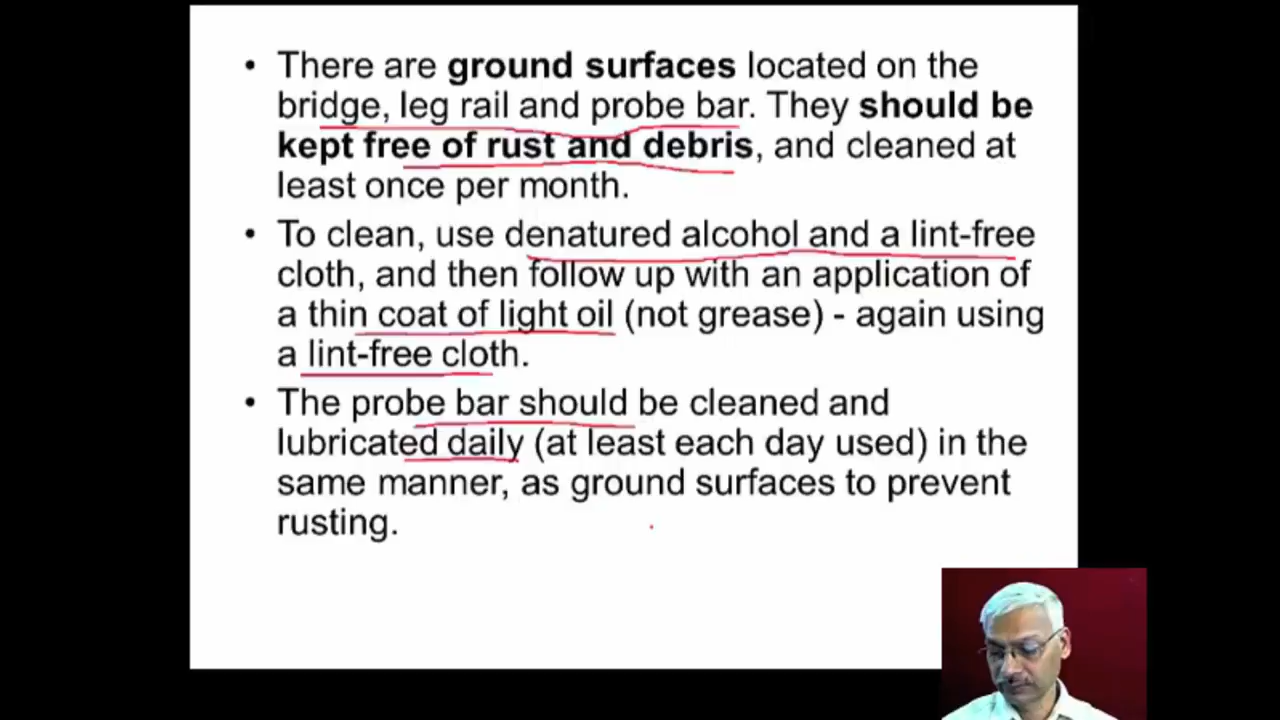 • There are ground surfaces located on the
bridge, leg rail and probe bar. They should be
kept free of rust and debris, and cleaned at
least once per month.
• To clean, use denatured alcohol and a lint-free
cloth, and then follow up with an application of
a thin coat of light oil (not grease) - again using
a lint-free cloth.
• The probe bar should be cleaned and
lubricated daily (at least each day used) in the
same manner, as ground surfaces to prevent
rusting.